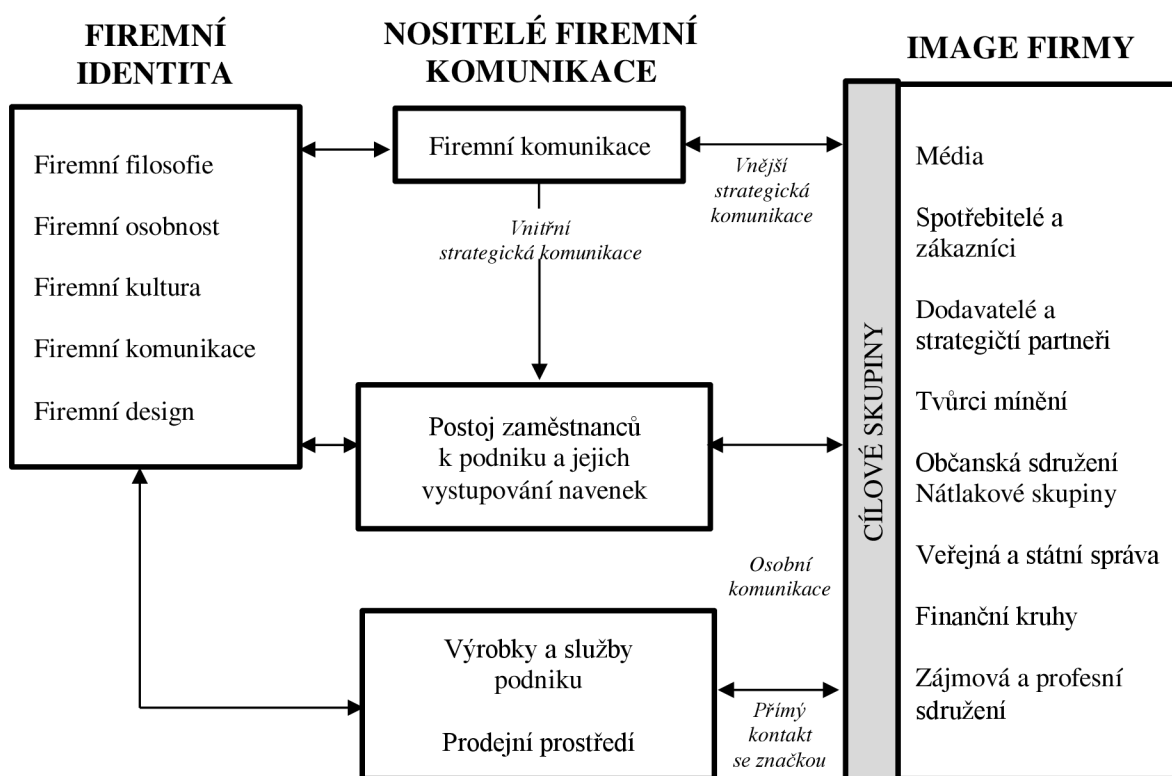 FIREMNÍ
IDENTITA
NOSITELÉ FIREMNÍ
KOMUNIKACE
IMAGE FIRMY
Firemní filosofie
Firemní osobnost
Firemní kultura
Firemní komunikace
Firemní design
Firemní komunikace
Vnější
strategická
komunikace
Vnitřní
strategická komunikace
Postoj zaměstnanců
k podniku a jejich
vystupování navenek
Osobní
komunikace
Výrobky a služby
podniku
Prodejní prostředí
Přímý
kontakt
se značkou
CÍLOVÉ SKUPINY
Média
Spotřebitelé a
zákazníci
Dodavatelé a
strategičtí partneři
Tvůrci mínění
Občanská sdružení
Nátlakové skupiny
Veřejná a státní správa
Finanční kruhy
Zájmová a profesní
sdružení